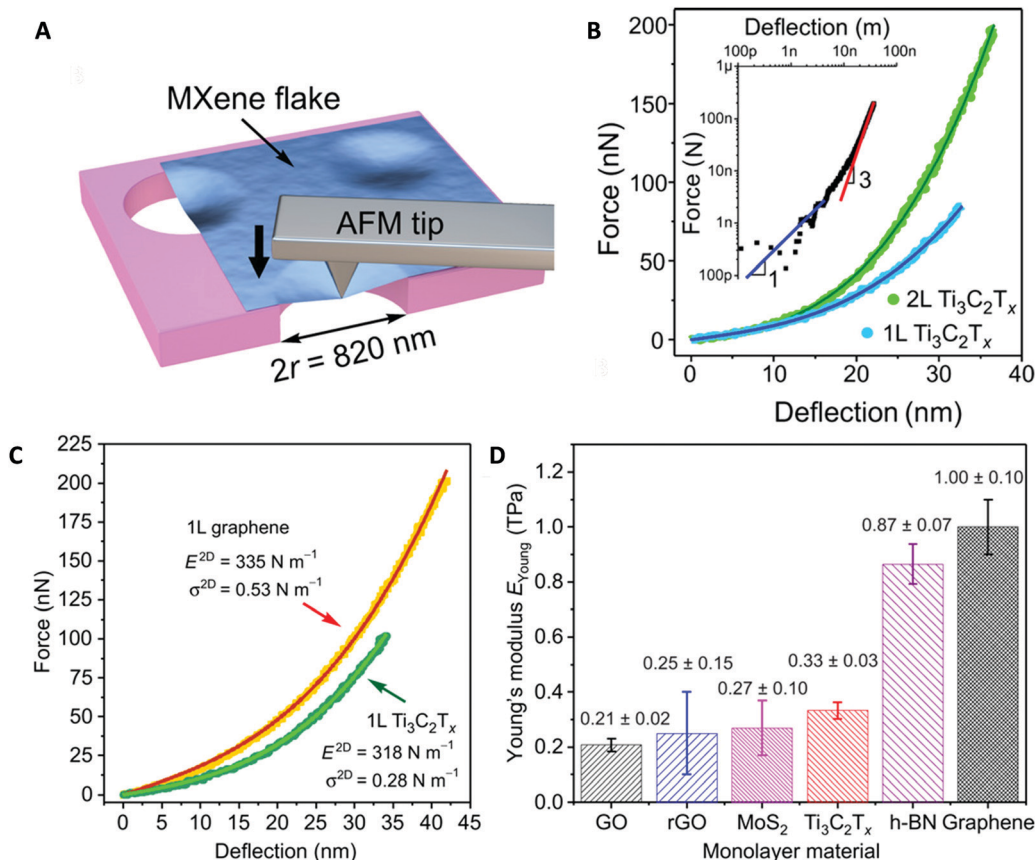 A
MXene flake
AFM tip
2r = 820 nm
B
Deflection (m)
100p 1n 10n 100n
1μ
100n
10n
1n
100p
Force (N)
3
1
200
150
100
50
0
Force (nN)
2L Ti₃C₂Tₓ
1L Ti₃C₂Tₓ
0 10 20 30 40
Deflection (nm)
C
225
200
175
150
125
100
75
50
25
0
Force (nN)
1L graphene
E²ᴰ = 335 N m⁻¹
σ²ᴰ = 0.53 N m⁻¹
1L Ti₃C₂Tₓ
E²ᴰ = 318 N m⁻¹
σ²ᴰ = 0.28 N m⁻¹
0 5 10 15 20 25 30 35 40 45
Deflection (nm)
D
1.2
1.0
0.8
0.6
0.4
0.2
0.0
Young's modulus E_Young (TPa)
0.21 ± 0.02
0.25 ± 0.15
0.27 ± 0.10
0.33 ± 0.03
0.87 ± 0.07
1.00 ± 0.10
GO rGO MoS₂ Ti₃C₂Tₓ h-BN Graphene
Monolayer material